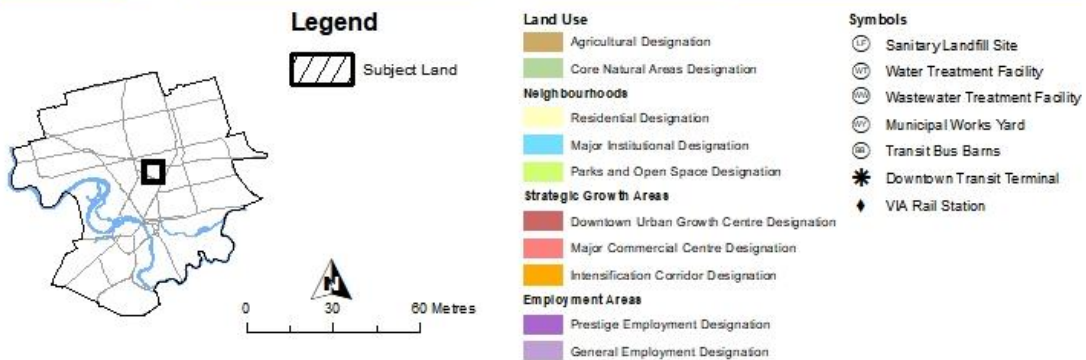 Legend
Subject Land
N
0 30 60 Metres
Land Use
Agricultural Designation
Core Natural Areas Designation
Neighbourhoods
Residential Designation
Major Institutional Designation
Parks and Open Space Designation
Strategic Growth Areas
Downtown Urban Growth Centre Designation
Major Commercial Centre Designation
Intensification Corridor Designation
Employment Areas
Prestige Employment Designation
General Employment Designation
Symbols
LF Sanitary Landfill Site
WT Water Treatment Facility
WW Wastewater Treatment Facility
WY Municipal Works Yard
BB Transit Bus Barns
Downtown Transit Terminal
VIA Rail Station